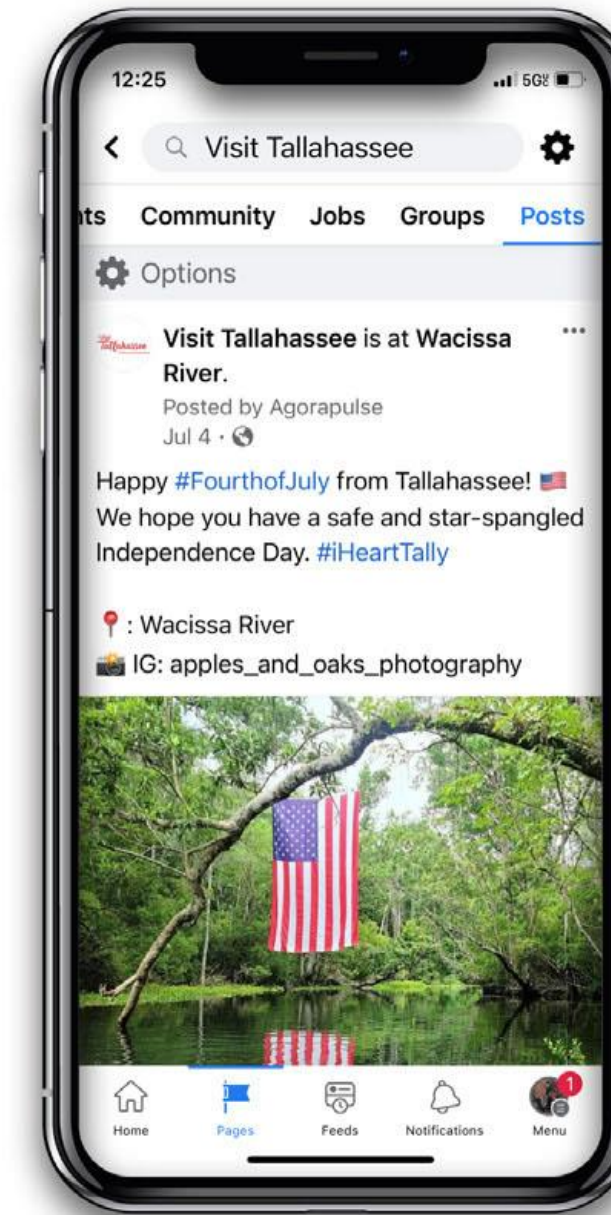 12:25
5G
Visit Tallahassee
nts Community Jobs Groups Posts
Options
Visit Tallahassee is at Wacissa
River.
Posted by Agorapulse
Jul 4 ·
Happy #FourthofJuly from Tallahassee! 🇺🇸
We hope you have a safe and star-spangled
Independence Day. #iHeartTally
📍: Wacissa River
📸 IG: apples_and_oaks_photography
1
Home Pages Feeds Notifications Menu